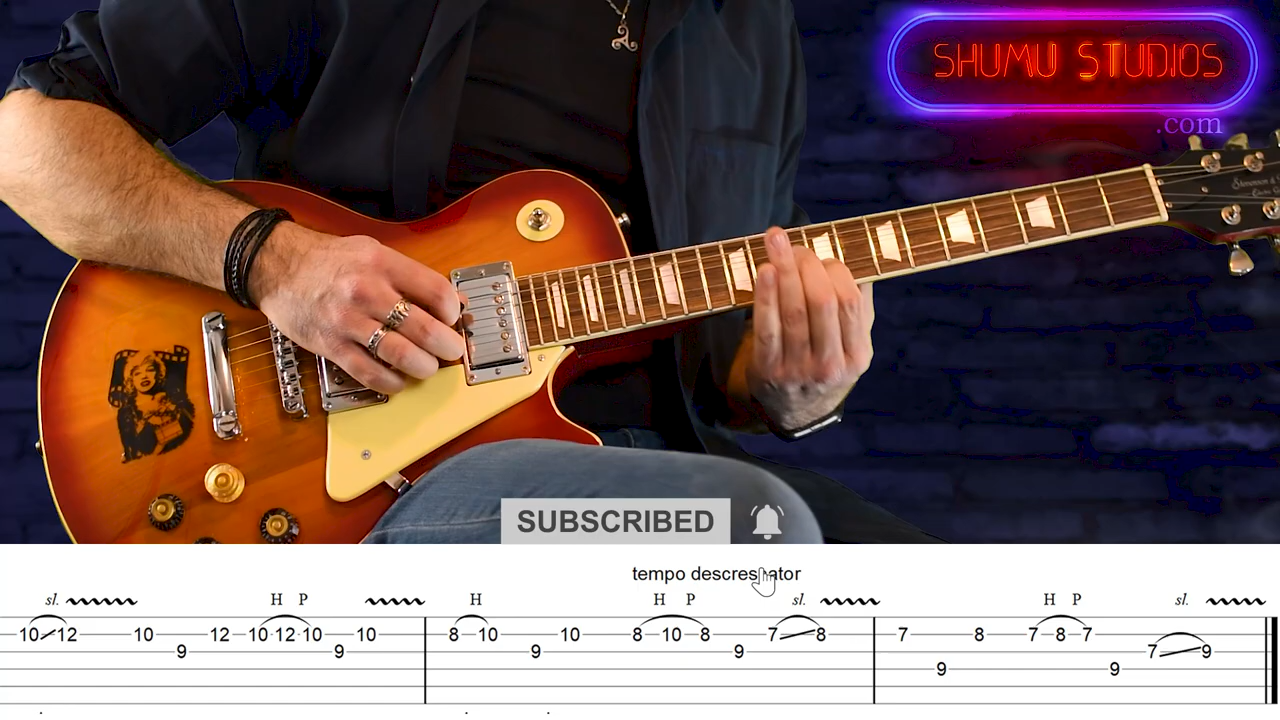 SHUMU STUDIOS
.com
SUBSCRIBED
tempo descres ator
sl. H P H H P sl. H P sl.
10 12 10 12 10 12 10 10 8 10 10 8 10 8 7 8 7 8 7 8 7
9 9 9 9 7 9
9 9